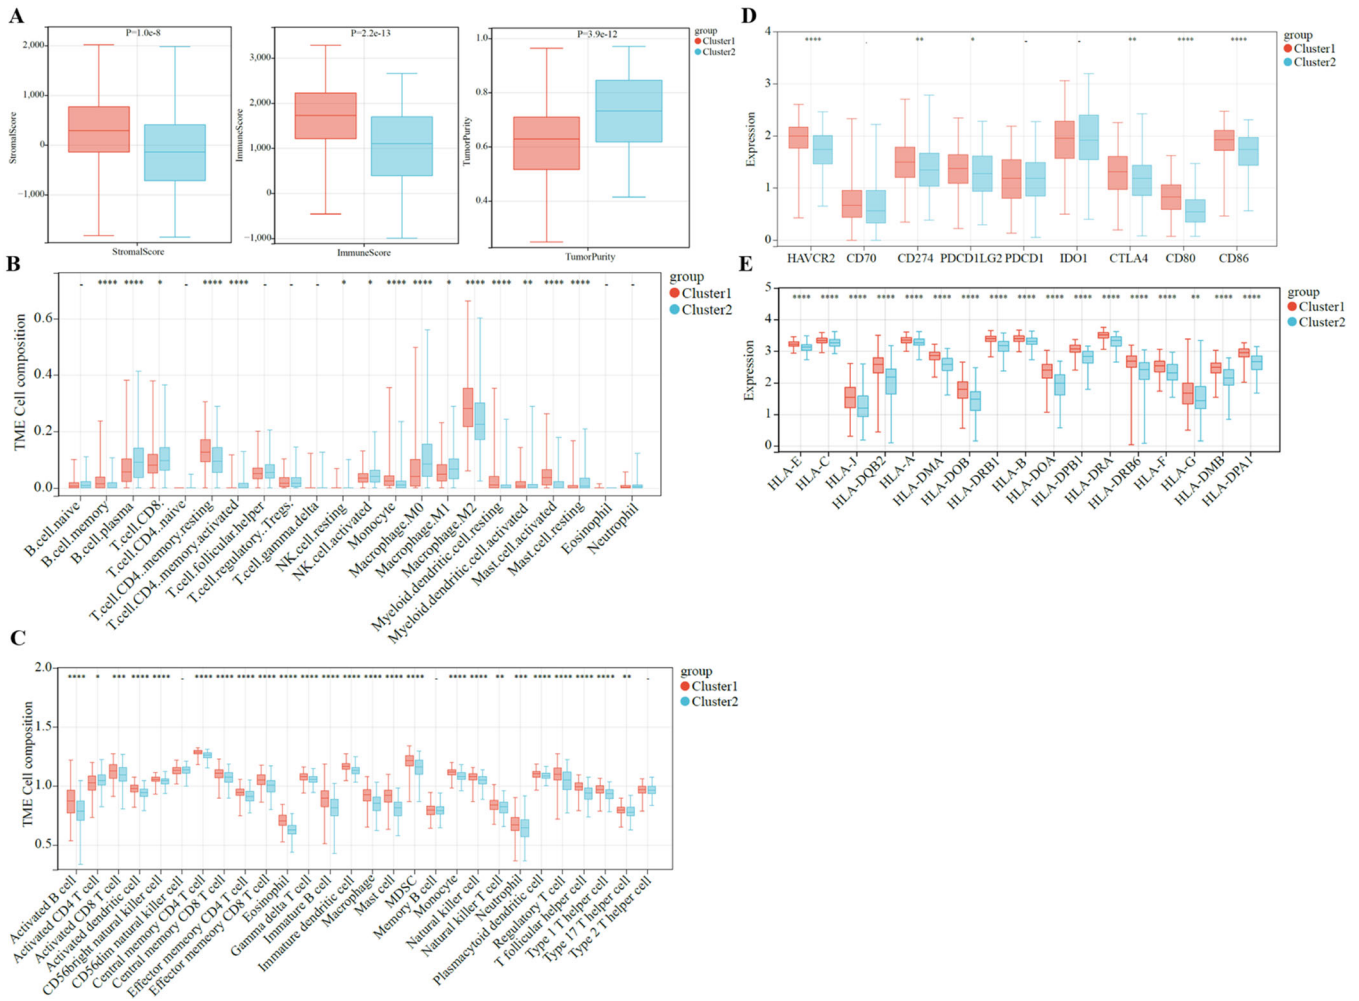 A
P=1.0e-8
P=2.2e-13
P=3.9e-12
group
Cluster1
Cluster2
StromalScore
2,000
1,000
0
−1,000
StromalScore
ImmuneScore
3,000
2,000
1,000
0
−1,000
ImmuneScore
TumorPurity
1.0
0.8
0.6
0.4
TumorPurity
B
group
Cluster1
Cluster2
- **** **** * - **** **** - - - * * **** **** * **** **** ** **** **** - -
TME Cell composition
0.6
0.4
0.2
0.0
B.cell.naive
B.cell.memory
B.cell.plasma
T.cell.CD8.
T.cell.CD4..naive
T.cell.CD4..memory.resting
T.cell.CD4..memory.activated
T.cell.follicular.helper
T.cell.regulatory..Tregs.
T.cell.gamma.delta
NK.cell.resting
NK.cell.activated
Monocyte
Macrophage.M0
Macrophage.M1
Macrophage.M2
Myeloid.dendritic.cell.resting
Myeloid.dendritic.cell.activated
Mast.cell.activated
Mast.cell.resting
Eosinophil
Neutrophil
C
group
Cluster1
Cluster2
**** * *** **** **** - **** **** **** **** **** **** **** **** **** **** **** - **** **** ** *** **** **** **** **** ** -
TME Cell composition
2.0
1.5
1.0
0.5
Activated B cell
Activated CD4 T cell
Activated CD8 T cell
Activated dendritic cell
CD56bright natural killer cell
CD56dim natural killer cell
Central memory CD4 T cell
Central memory CD8 T cell
Effector memeory CD4 T cell
Effector memeory CD8 T cell
Eosinophil
Gamma delta T cell
Immature B cell
Immature dendritic cell
Macrophage
Mast cell
MDSC
Memory B cell
Monocyte
Natural killer cell
Natural killer T cell
Neutrophil
Plasmacytoid dendritic cell
Regulatory T cell
T follicular helper cell
Type 1 T helper cell
Type 17 T helper cell
Type 2 T helper cell
D
group
Cluster1
Cluster2
**** - ** * - - ** **** ****
Expression
4
3
2
1
0
HAVCR2 CD70 CD274 PDCD1LG2 PDCD1 IDO1 CTLA4 CD80 CD86
E
group
Cluster1
Cluster2
**** **** **** **** **** **** **** **** **** **** **** **** **** **** ** **** ****
Expression
5
4
3
2
1
0
HLA-E
HLA-C
HLA-J
HLA-DQB2
HLA-A
HLA-DMA
HLA-DOB
HLA-DRB1
HLA-B
HLA-DOA
HLA-DPB1
HLA-DRA
HLA-DRB6
HLA-F
HLA-G
HLA-DMB
HLA-DPA1